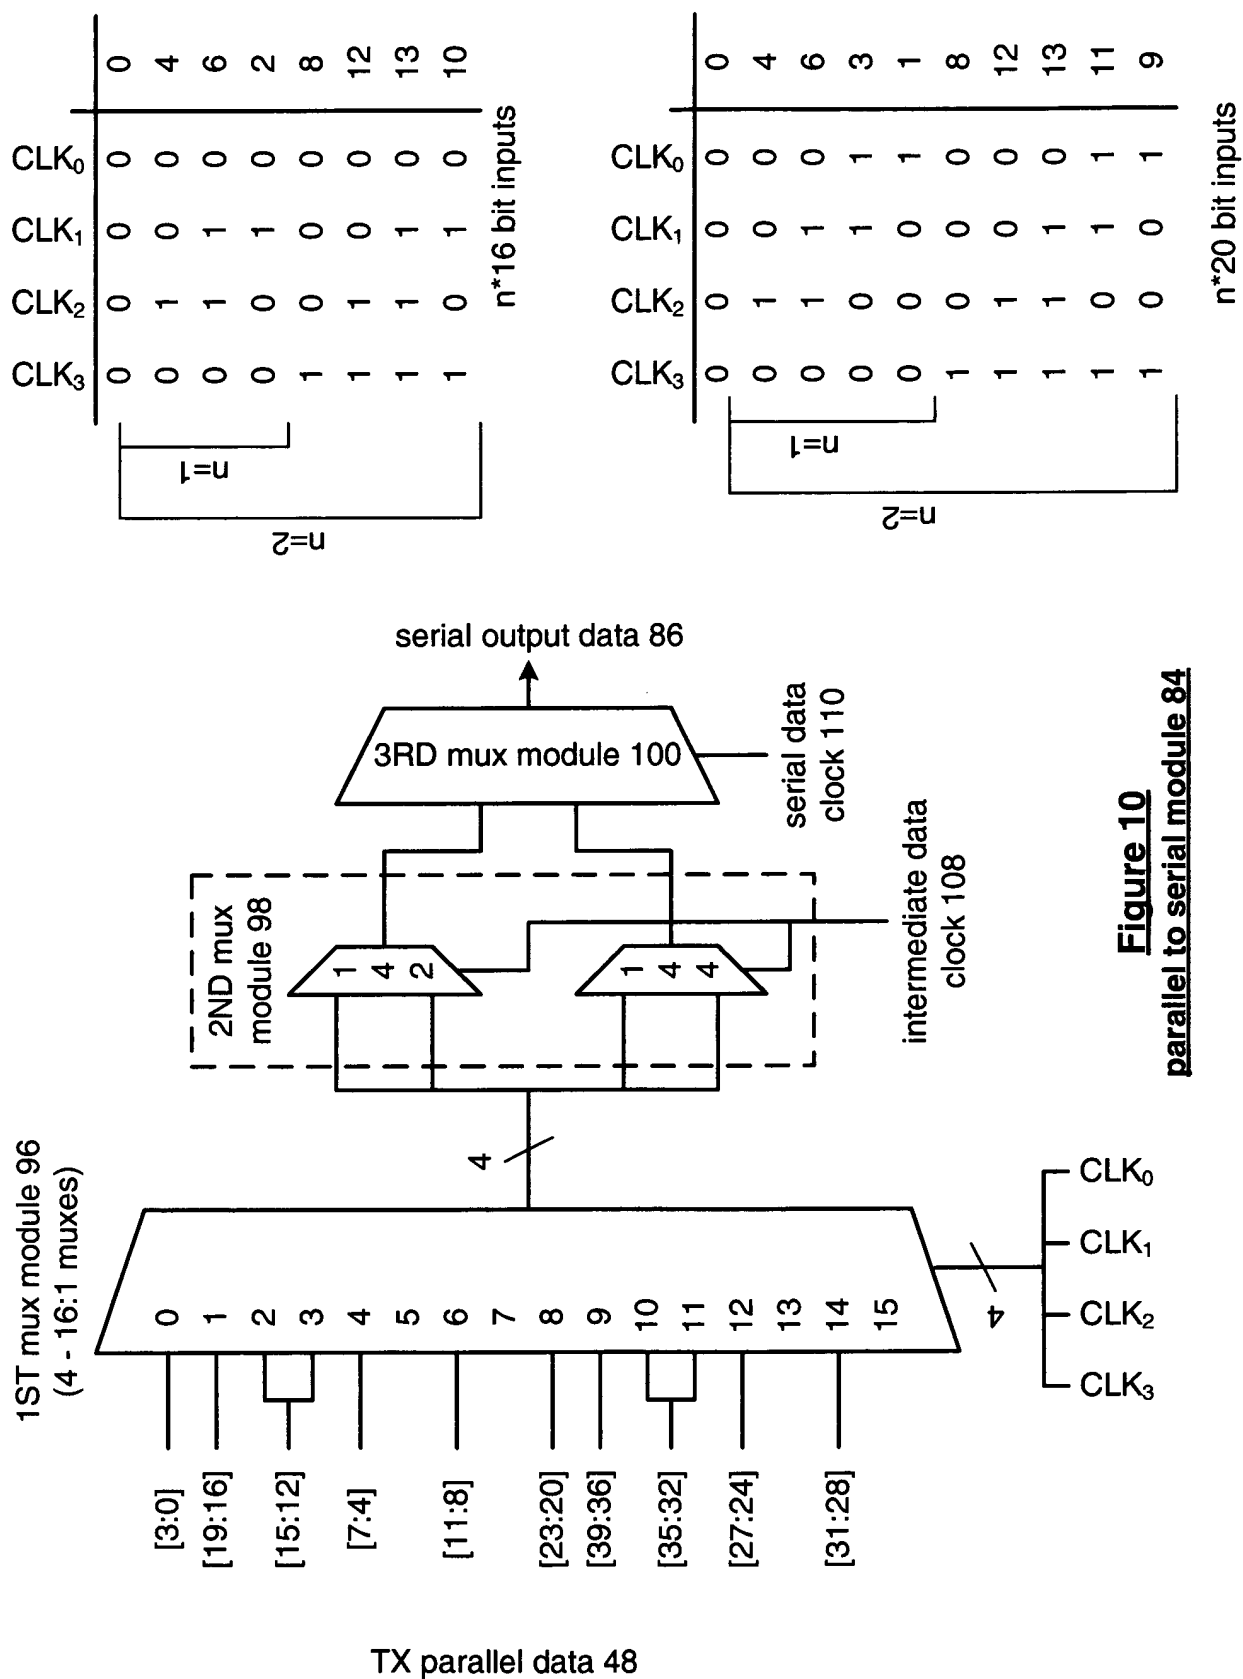 TX parallel data 48
[3:0]
[19:16]
[15:12]
[7:4]
[11:8]
[23:20]
[39:36]
[35:32]
[27:24]
[31:28]
1ST mux module 96
(4 - 16:1 muxes)
0
1
2
3
4
5
6
7
8
9
10
11
12
13
14
15
4
CLK3
CLK2
CLK1
CLK0
4
2ND mux
module 98
1
4
2
1
4
4
intermediate data
clock 108
3RD mux module 100
serial data
clock 110
serial output data 86
CLK3 CLK2 CLK1 CLK0
0 0 0 0 0
0 1 0 0 4
0 1 1 0 6
0 0 1 0 2
1 0 0 0 8
1 1 0 0 12
1 1 1 0 13
1 0 1 0 10
n=1
n=2
n*16 bit inputs
CLK3 CLK2 CLK1 CLK0
0 0 0 0 0
0 1 0 0 4
0 1 1 0 6
0 0 1 1 3
0 0 0 1 1
1 0 0 0 8
1 1 0 0 12
1 1 1 0 13
1 0 1 1 11
1 0 0 1 9
n=1
n=2
n*20 bit inputs
Figure 10
parallel to serial module 84